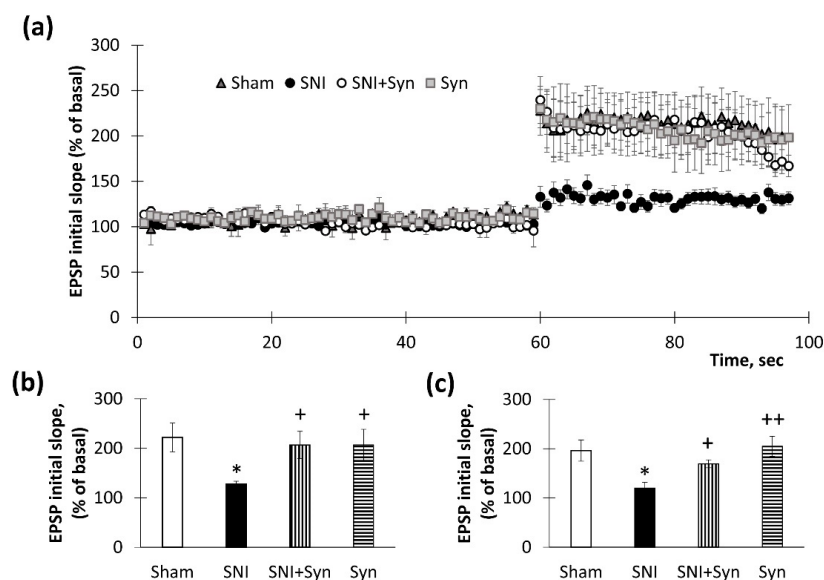 (a)
300
250
200
150
100
50
0
EPSP initial slope (% of basal)
Sham SNI SNI+Syn Syn
0 20 40 60 80 100
Time, sec
(b)
300
200
100
0
EPSP initial slope,
(% of basal)
* + +
Sham SNI SNI+Syn Syn
(c)
300
200
100
0
EPSP initial slope,
(% of basal)
* + ++
Sham SNI SNI+Syn Syn